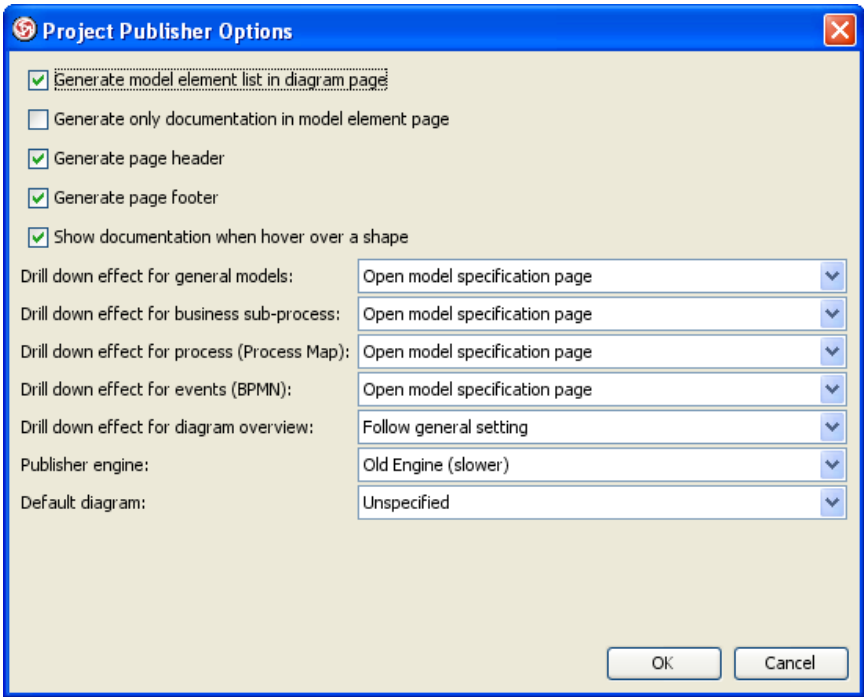 Project Publisher Options
Generate model element list in diagram page
Generate only documentation in model element page
Generate page header
Generate page footer
Show documentation when hover over a shape
Drill down effect for general models: Open model specification page
Drill down effect for business sub-process: Open model specification page
Drill down effect for process (Process Map): Open model specification page
Drill down effect for events (BPMN): Open model specification page
Drill down effect for diagram overview: Follow general setting
Publisher engine: Old Engine (slower)
Default diagram: Unspecified
OK Cancel